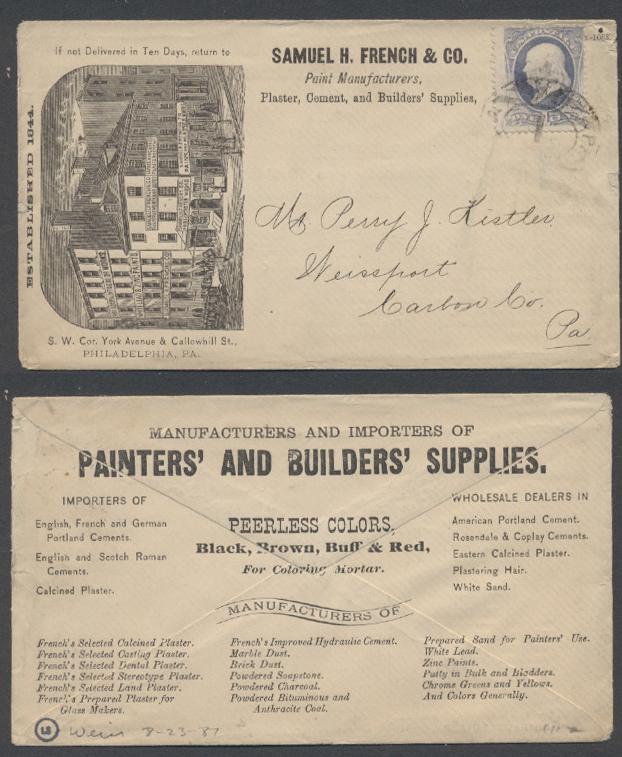 If not Delivered in Ten Days, return to
SAMUEL H. FRENCH & CO.
Paint Manufacturers,
Plaster, Cement, and Builders' Supplies,
ESTABLISHED 1844.
S. W. Cor. York Avenue & Callowhill St.,
PHILADELPHIA, PA.
Mr. Perry J. Kistler
Weissport
Carbon Co.
Pa.
MANUFACTURERS AND IMPORTERS OF
PAINTERS' AND BUILDERS' SUPPLIES.
IMPORTERS OF
English, French and German
Portland Cements.
English and Scotch Roman
Cements.
Calcined Plaster.
PEERLESS COLORS,
Black, Brown, Buff & Red,
For Coloring Mortar.
WHOLESALE DEALERS IN
American Portland Cement.
Rosendale & Coplay Cements.
Eastern Calcined Plaster.
Plastering Hair.
White Sand.
MANUFACTURERS OF
French's Selected Calcined Plaster.
French's Selected Casting Plaster.
French's Selected Dental Plaster.
French's Selected Stereotype Plaster.
French's Selected Land Plaster.
French's Prepared Plaster for
Glass Makers.
French's Improved Hydraulic Cement.
Marble Dust.
Brick Dust.
Powdered Soapstone.
Powdered Charcoal.
Powdered Bituminous and
Anthracite Coal.
Prepared Sand for Painters' Use.
White Lead.
Zinc Paints.
Putty in Bulk and Bladders.
Chrome Greens and Yellows.
And Colors Generally.
8-23-87